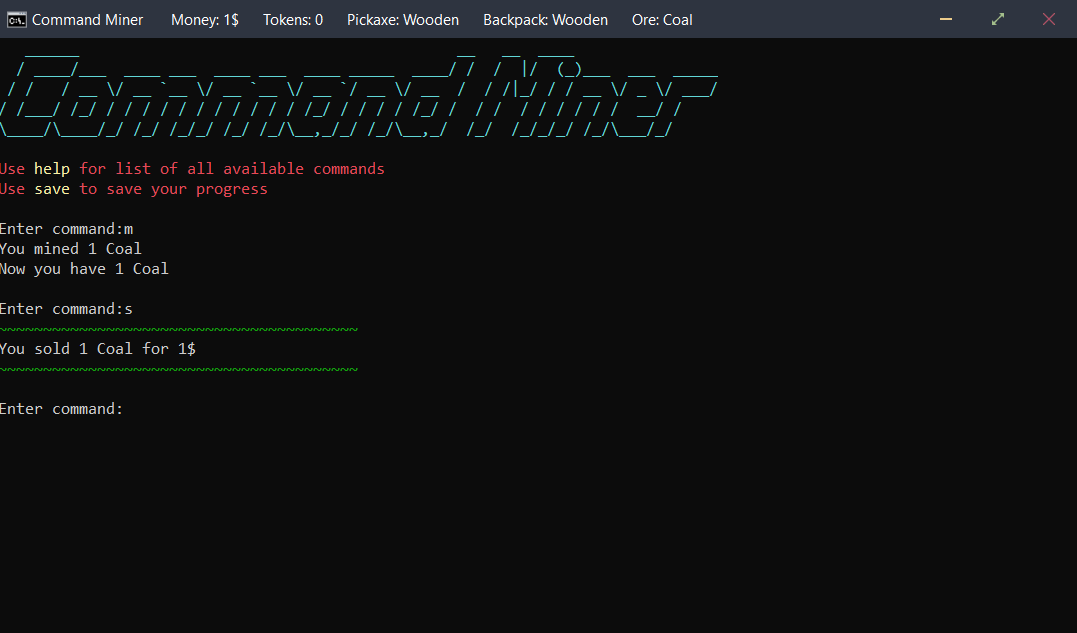 Command Miner Money: 1$ Tokens: 0 Pickaxe: Wooden Backpack: Wooden Ore: Coal
Command Miner
Use help for list of all available commands
Use save to save your progress
Enter command:m
You mined 1 Coal
Now you have 1 Coal
Enter command:s
~~~~~~~~~~~~~~~~~~~~~~~~~~~~~~~~~~~~~~~~
You sold 1 Coal for 1$
~~~~~~~~~~~~~~~~~~~~~~~~~~~~~~~~~~~~~~~~
Enter command: